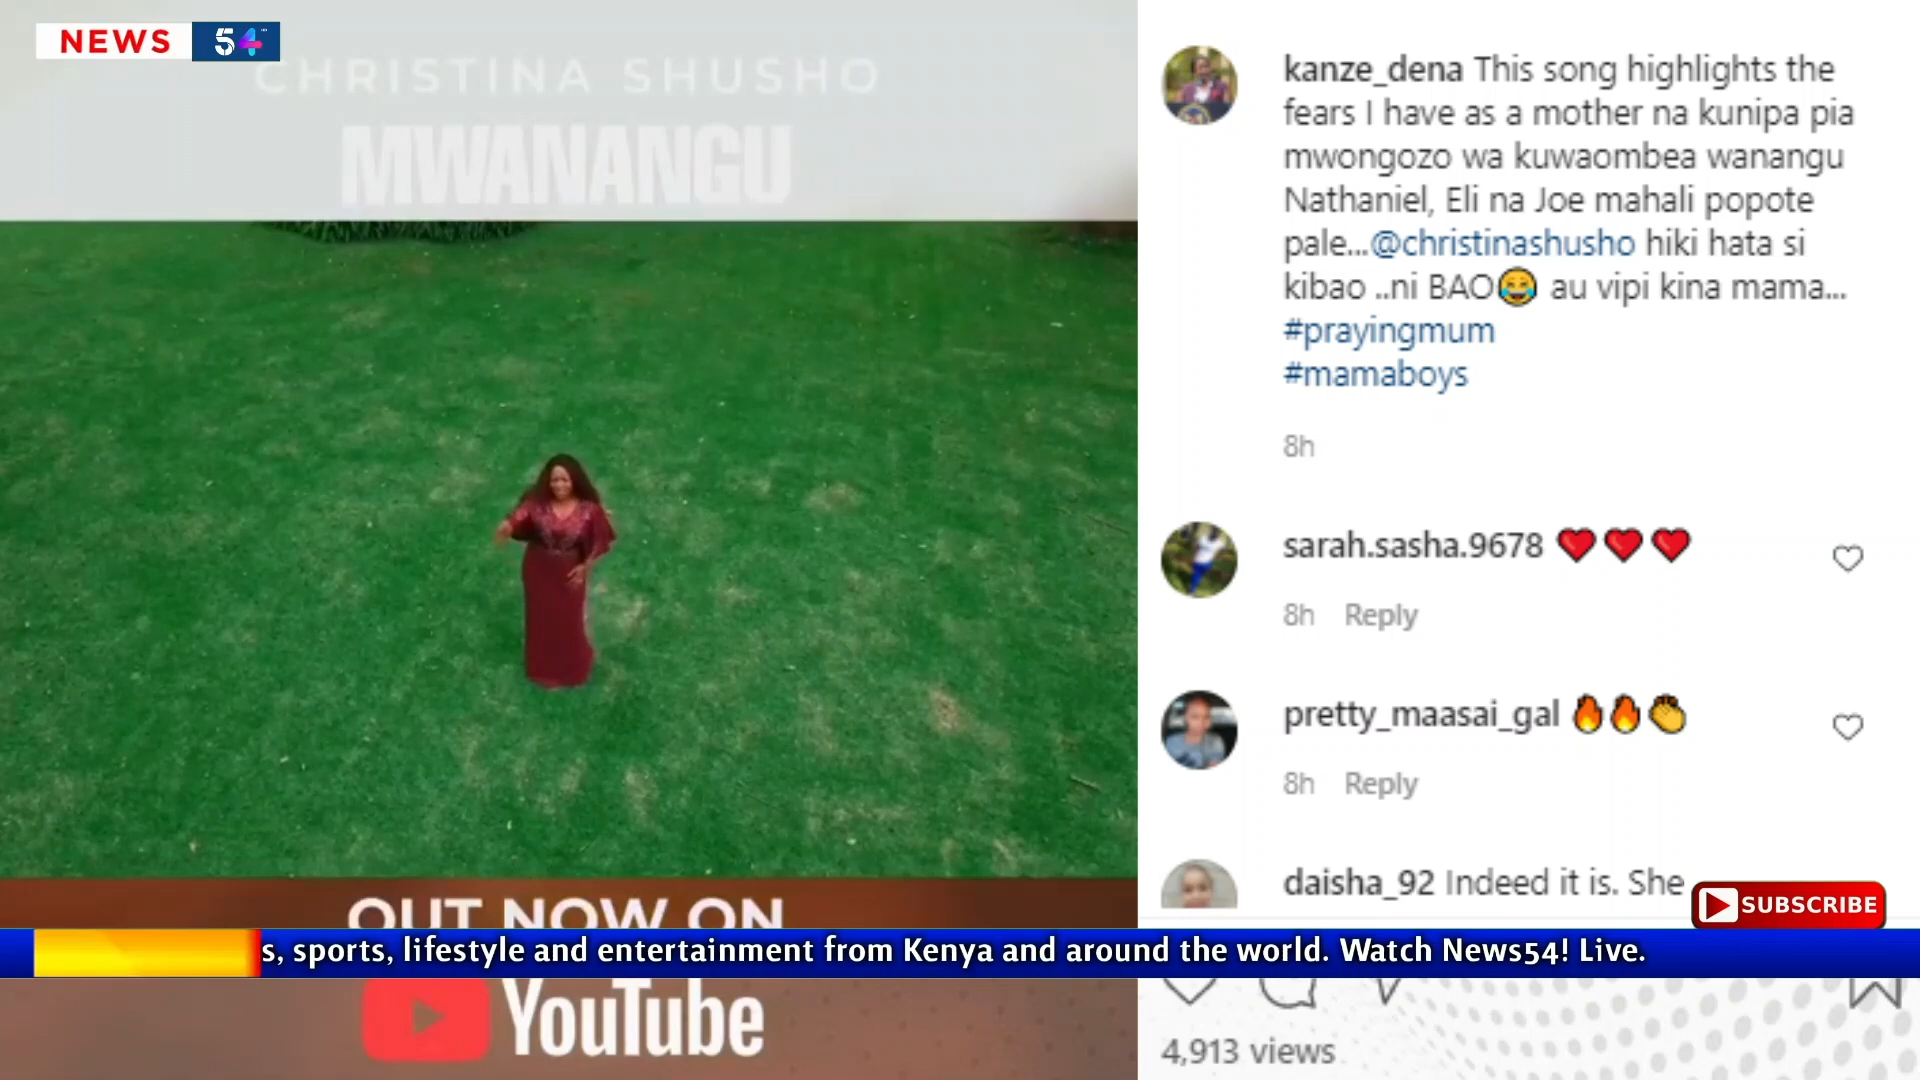 NEWS 54
CHRISTINA SHUSHO
MWANANGU
OUT NOW ON
YouTube
kanze_dena This song highlights the
fears I have as a mother na kunipa pia
mwongozo wa kuwaombea wanangu
Nathaniel, Eli na Joe mahali popote
pale...@christinashusho hiki hata si
kibao ..ni BAO😂 au vipi kina mama...
#prayingmum
#mamaboys
8h
sarah.sasha.9678 ❤️❤️❤️
8h Reply
pretty_maasai_gal 🔥🔥👏
8h Reply
daisha_92 Indeed it is. She
SUBSCRIBE
s, sports, lifestyle and entertainment from Kenya and around the world. Watch News54! Live.
4,913 views